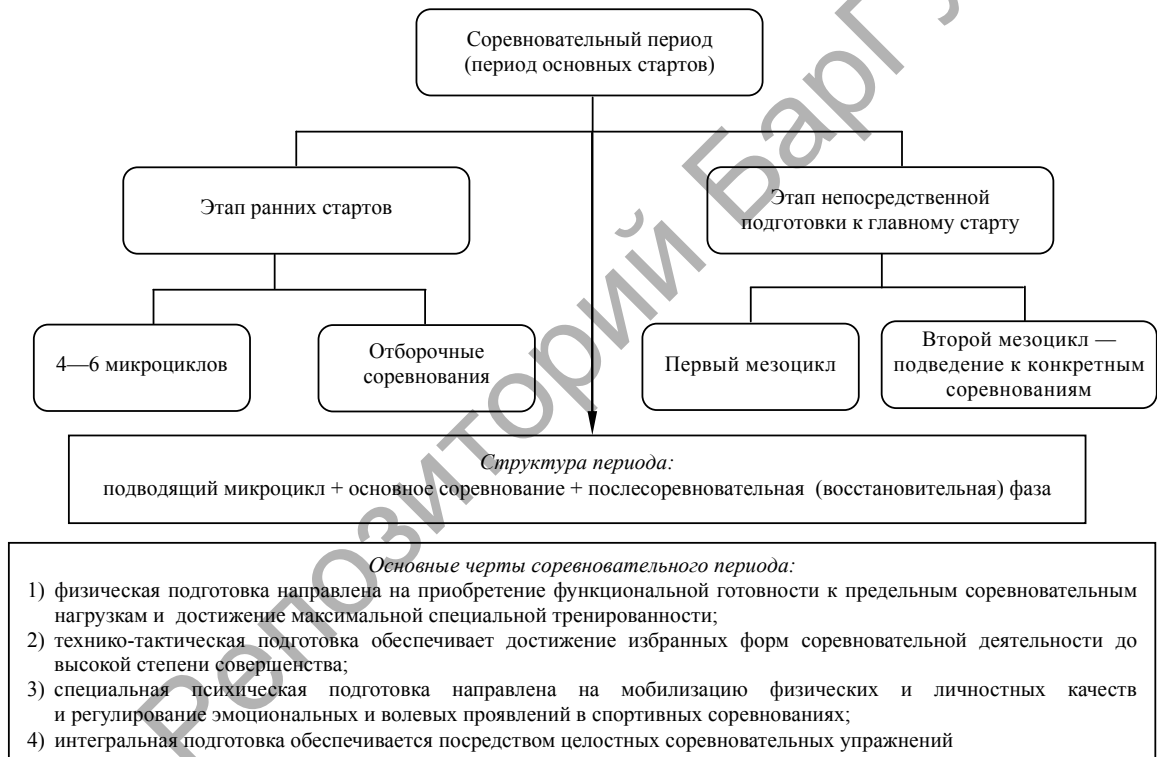 Соревновательный период
(период основных стартов)
Этап ранних стартов
Этап непосредственной
подготовки к главному старту
4—6 микроциклов
Отборочные
соревнования
Первый мезоцикл
Второй мезоцикл —
подведение к конкретным
соревнованиям
Структура периода:
подводящий микроцикл + основное соревнование + послесоревновательная (восстановительная) фаза
Основные черты соревновательного периода:
1) физическая подготовка направлена на приобретение функциональной готовности к предельным соревновательным
нагрузкам и достижение максимальной специальной тренированности;
2) технико-тактическая подготовка обеспечивает достижение избранных форм соревновательной деятельности до
высокой степени совершенства;
3) специальная психическая подготовка направлена на мобилизацию физических и личностных качеств
и регулирование эмоциональных и волевых проявлений в спортивных соревнованиях;
4) интегральная подготовка обеспечивается посредством целостных соревновательных упражнений
Репозиторий БарГУ